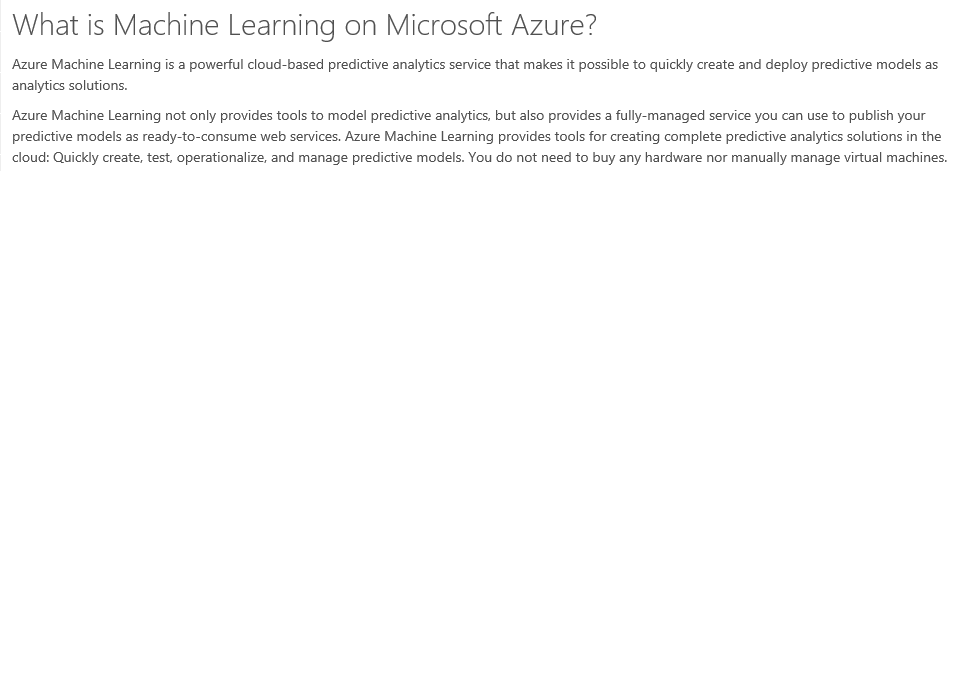 What is Machine Learning on Microsoft Azure?
Azure Machine Learning is a powerful cloud-based predictive analytics service that makes it possible to quickly create and deploy predictive models as
analytics solutions.
Azure Machine Learning not only provides tools to model predictive analytics, but also provides a fully-managed service you can use to publish your
predictive models as ready-to-consume web services. Azure Machine Learning provides tools for creating complete predictive analytics solutions in the
cloud: Quickly create, test, operationalize, and manage predictive models. You do not need to buy any hardware nor manually manage virtual machines.